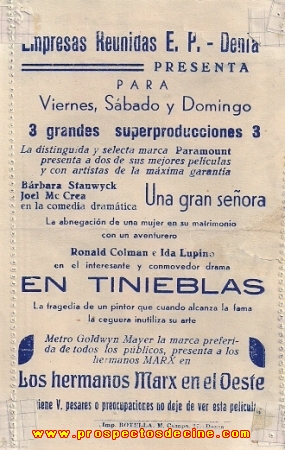 Empresas Reunidas E. P. - Denia
PRESENTA
PARA
Viernes, Sábado y Domingo
3 grandes superproducciones 3
La distinguida y selecta marca Paramount
presenta a dos de sus mejores películas
y con artistas de la máxima garantía
Bárbara Stanwyck
Joel Mc Crea
en la comedia dramática
Una gran señora
La abnegación de una mujer en su matrimonio
con un aventurero
Ronald Colman e Ida Lupino
en el interesante y conmovedor drama
EN TINIEBLAS
La tragedia de un pintor que cuando alcanza la fama
la ceguera inutiliza su arte
Metro Goldwyn Mayer la marca preferi-
da de todos los públicos, presenta a los
hermanos MARX en
Los hermanos Marx en el Oeste
tiene V. pesares o preocupaciones no deje de ver esta película
Imp. BOTELLA, M. Campo,
www.prospectosdecine.com